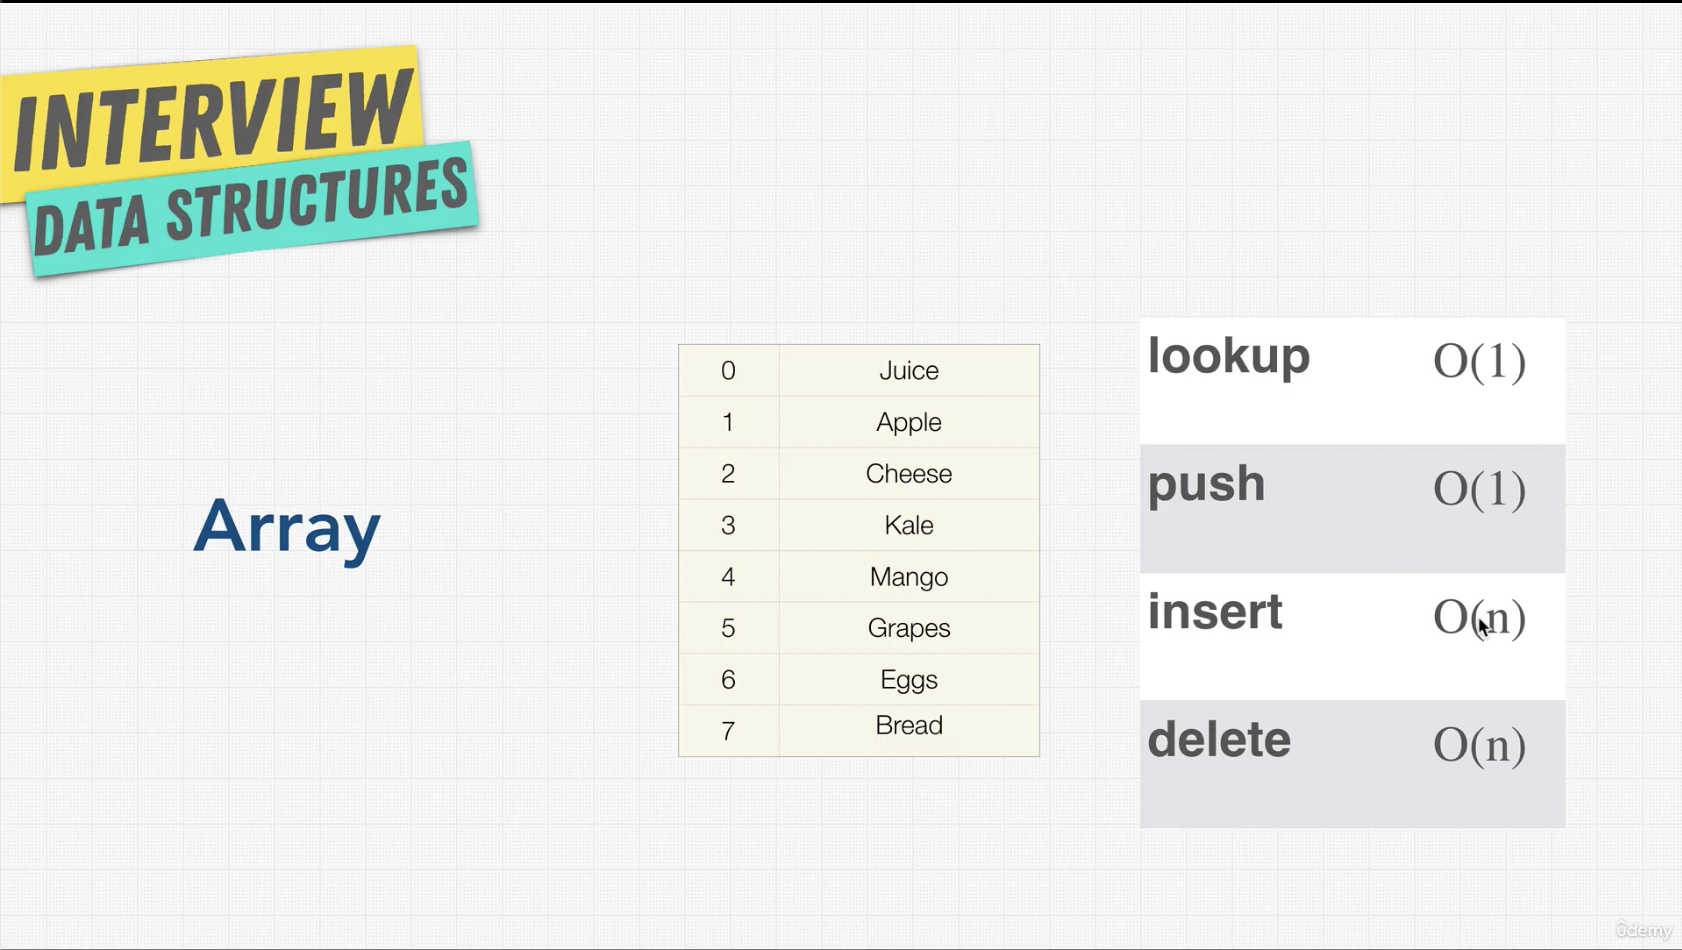 INTERVIEW
DATA STRUCTURES
Array
0 Juice
1 Apple
2 Cheese
3 Kale
4 Mango
5 Grapes
6 Eggs
7 Bread
lookup O(1)
push O(1)
insert O(n)
delete O(n)
ûdemy